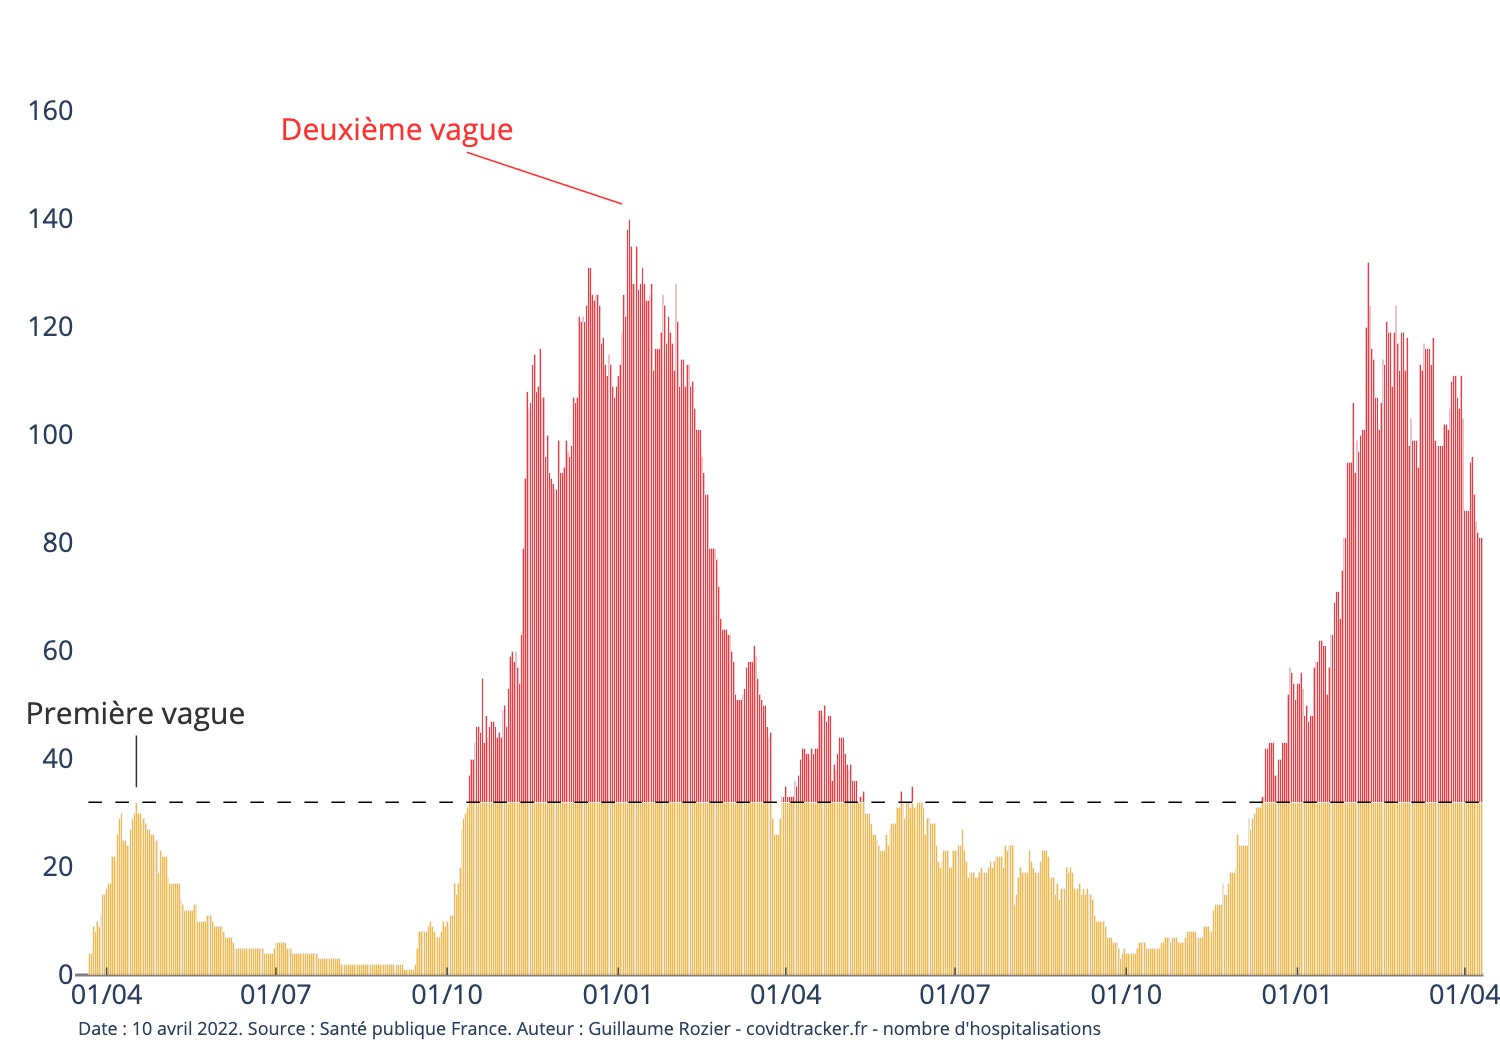 160
Deuxième vague
140
120
100
80
60
Première vague
40
20
0
01/04 01/07 01/10 01/01 01/04 01/07 01/10 01/01 01/04
Date : 10 avril 2022. Source : Santé publique France. Auteur : Guillaume Rozier - covidtracker.fr - nombre d'hospitalisations